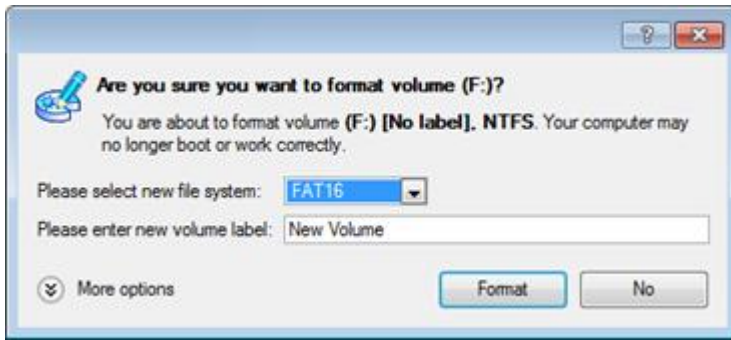 Are you sure you want to format volume (F:)?
You are about to format volume (F:) [No label], NTFS. Your computer may
no longer boot or work correctly.
Please select new file system: FAT16
Please enter new volume label: New Volume
More options Format No